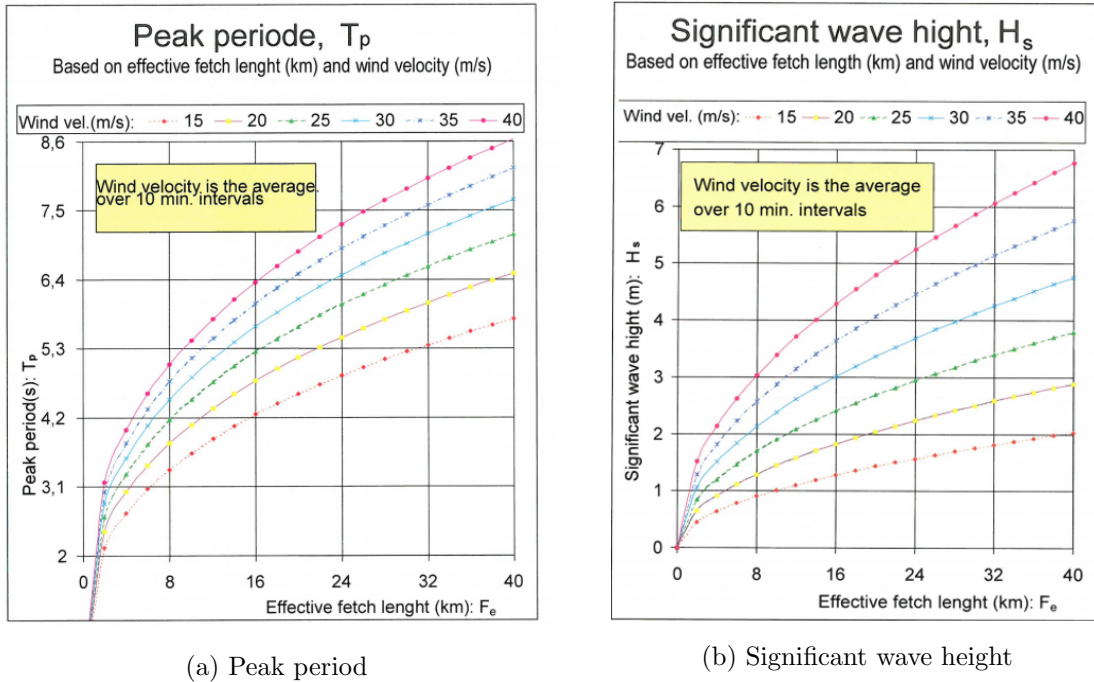 Peak periode, Tp
Based on effective fetch lenght (km) and wind velocity (m/s)
Wind vel.(m/s): 15 20 25 30 35 40
8,6
7,5
6,4
5,3
4,2
3,1
2
Wind velocity is the average.
over 10 min. intervals
Peak period(s): Tp
0 8 16 24 32 40
Effective fetch lenght (km): Fe
(a) Peak period
Significant wave hight, Hs
Based on effective fetch length (km) and wind velocity (m/s)
Wind vel. (m/s): 15 20 25 30 35 40
7
6
5
4
3
2
1
0
Wind velocity is the average
over 10 min. intervals
Significant wave hight (m): Hs
0 8 16 24 32 40
Effective fetch lenght (km): Fe
(b) Significant wave height